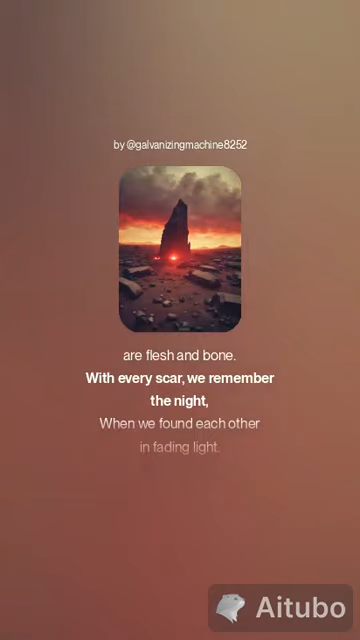 by @galvanizingmachine8252
are flesh and bone.
With every scar, we remember
the night,
When we found each other
in fading light.
Aitubo